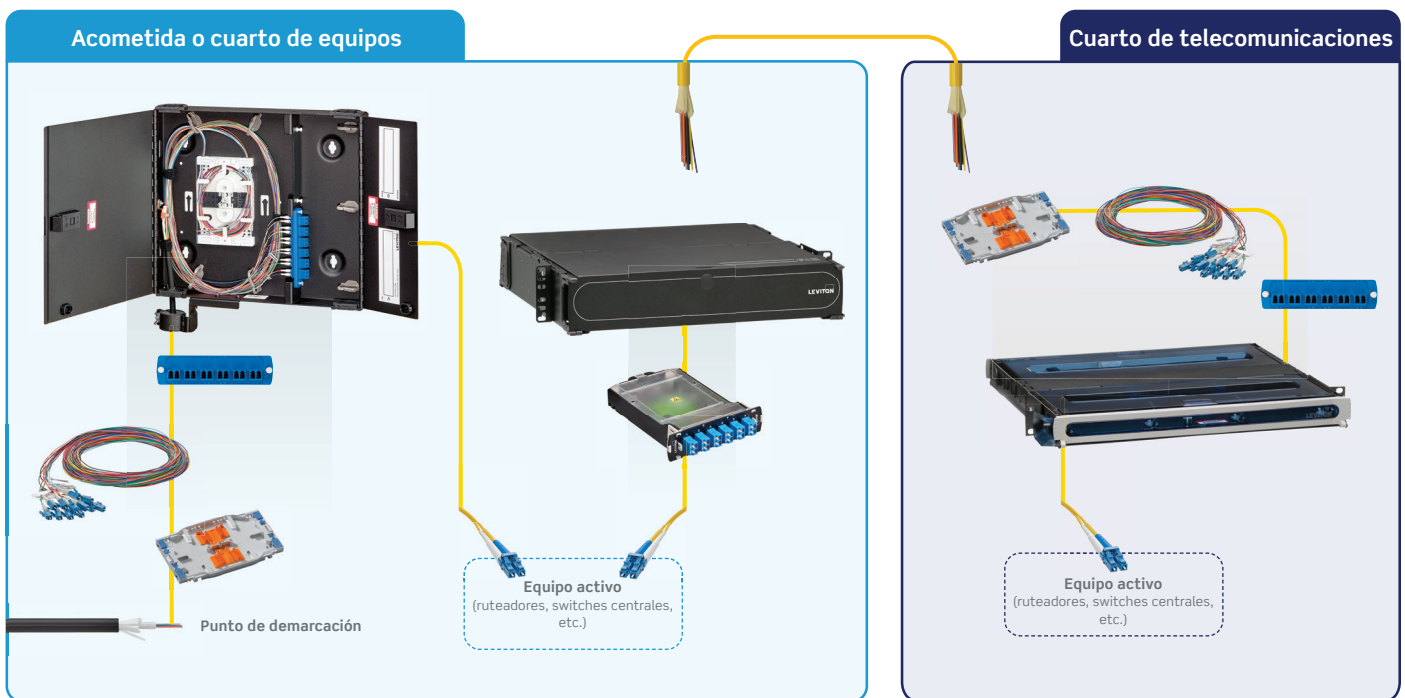 Acometida o cuarto de equipos
Cuarto de telecomunicaciones
LEVITON
Equipo activo
(ruteadores, switches centrales,
etc.)
Equipo activo
(ruteadores, switches centrales,
etc.)
Punto de demarcación